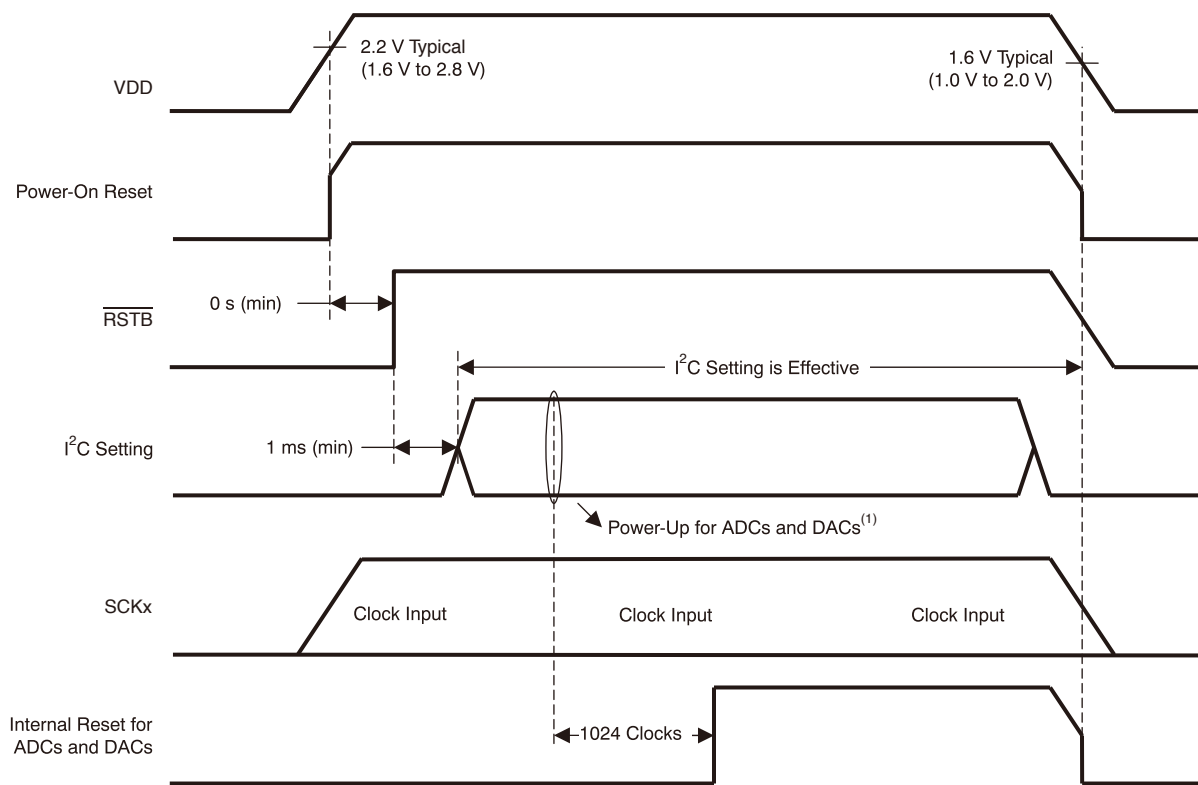 2.2 V Typical
(1.6 V to 2.8 V)
1.6 V Typical
(1.0 V to 2.0 V)
VDD
Power-On Reset
0 s (min)
RSTB
I²C Setting is Effective
1 ms (min)
I²C Setting
Power-Up for ADCs and DACs⁽¹⁾
SCKx
Clock Input
Clock Input
Clock Input
Internal Reset for
ADCs and DACs
1024 Clocks